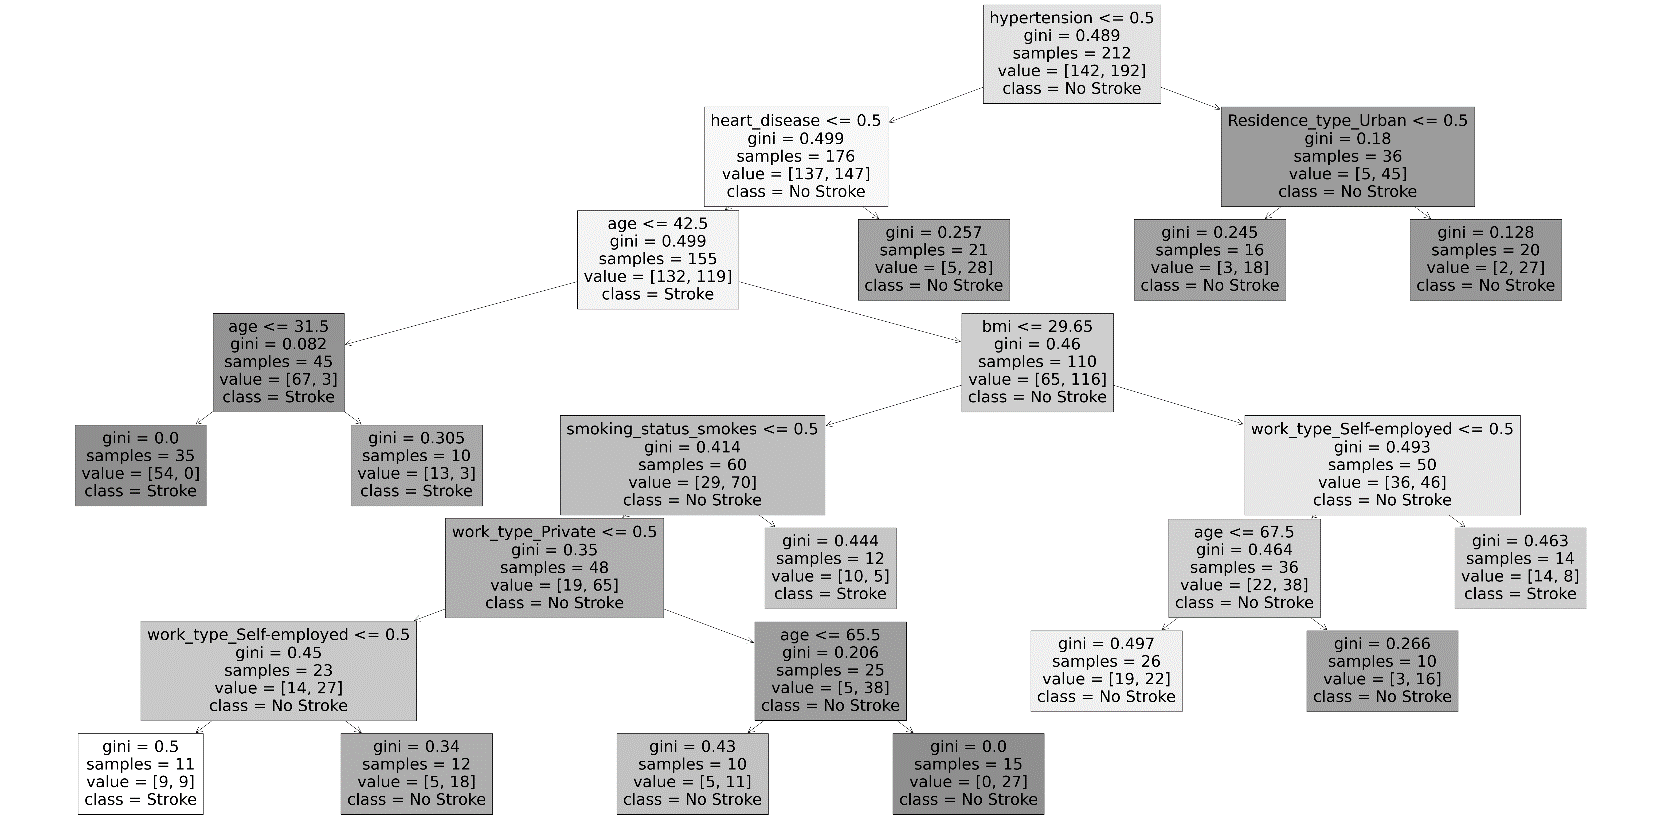 hypertension <= 0.5
gini = 0.489
samples = 212
value = [142, 192]
class = No Stroke
heart_disease <= 0.5
gini = 0.499
samples = 176
value = [137, 147]
class = No Stroke
Residence_type_Urban <= 0.5
gini = 0.18
samples = 36
value = [5, 45]
class = No Stroke
age <= 42.5
gini = 0.499
samples = 155
value = [132, 119]
class = Stroke
gini = 0.257
samples = 21
value = [5, 28]
class = No Stroke
gini = 0.245
samples = 16
value = [3, 18]
class = No Stroke
gini = 0.128
samples = 20
value = [2, 27]
class = No Stroke
age <= 31.5
gini = 0.082
samples = 45
value = [67, 3]
class = Stroke
bmi <= 29.65
gini = 0.46
samples = 110
value = [65, 116]
class = No Stroke
gini = 0.0
samples = 35
value = [54, 0]
class = Stroke
gini = 0.305
samples = 10
value = [13, 3]
class = Stroke
smoking_status_smokes <= 0.5
gini = 0.414
samples = 60
value = [29, 70]
class = No Stroke
work_type_Self-employed <= 0.5
gini = 0.493
samples = 50
value = [36, 46]
class = No Stroke
work_type_Private <= 0.5
gini = 0.35
samples = 48
value = [19, 65]
class = No Stroke
gini = 0.444
samples = 12
value = [10, 5]
class = Stroke
age <= 67.5
gini = 0.464
samples = 36
value = [22, 38]
class = No Stroke
gini = 0.463
samples = 14
value = [14, 8]
class = Stroke
work_type_Self-employed <= 0.5
gini = 0.45
samples = 23
value = [14, 27]
class = No Stroke
age <= 65.5
gini = 0.206
samples = 25
value = [5, 38]
class = No Stroke
gini = 0.497
samples = 26
value = [19, 22]
class = No Stroke
gini = 0.266
samples = 10
value = [3, 16]
class = No Stroke
gini = 0.5
samples = 11
value = [9, 9]
class = Stroke
gini = 0.34
samples = 12
value = [5, 18]
class = No Stroke
gini = 0.43
samples = 10
value = [5, 11]
class = No Stroke
gini = 0.0
samples = 15
value = [0, 27]
class = No Stroke